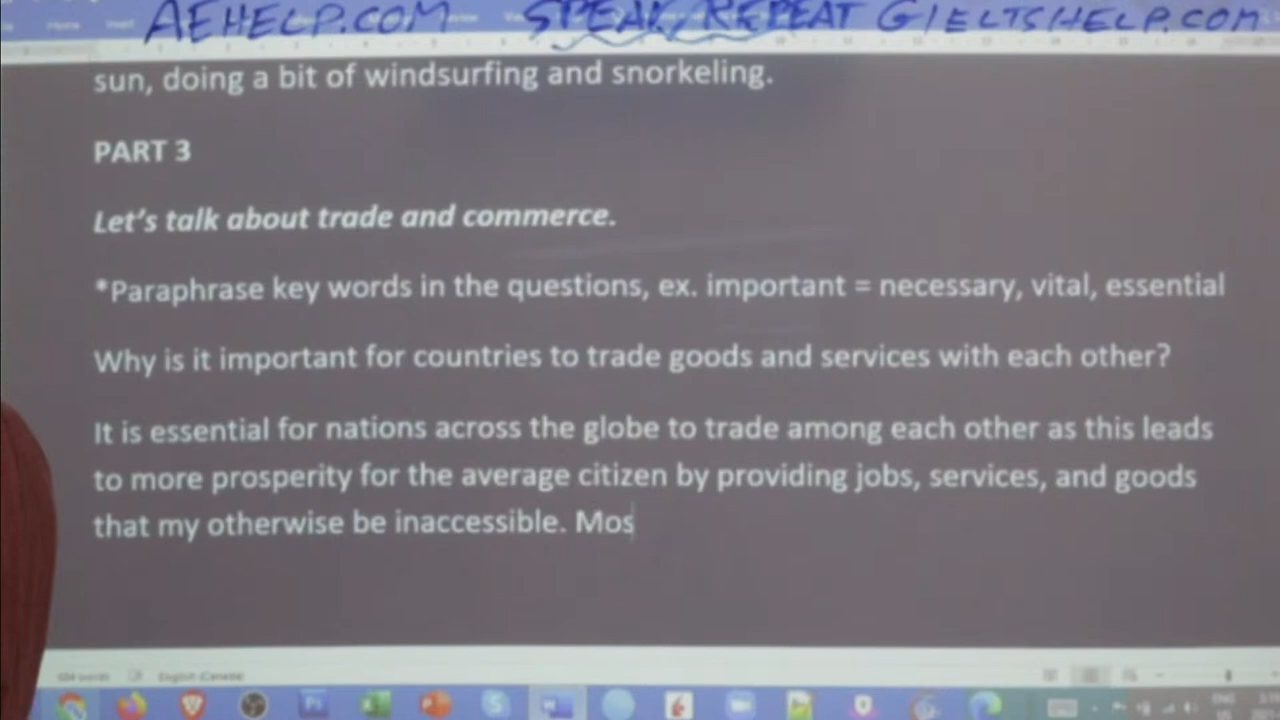 AEHELP.COM SPEAK, REPEAT GIELTSHELP.COM
sun, doing a bit of windsurfing and snorkeling.
PART 3
Let's talk about trade and commerce.
*Paraphrase key words in the questions, ex. important = necessary, vital, essential
Why is it important for countries to trade goods and services with each other?
It is essential for nations across the globe to trade among each other as this leads
to more prosperity for the average citizen by providing jobs, services, and goods
that my otherwise be inaccessible. Mos
English (Canada)